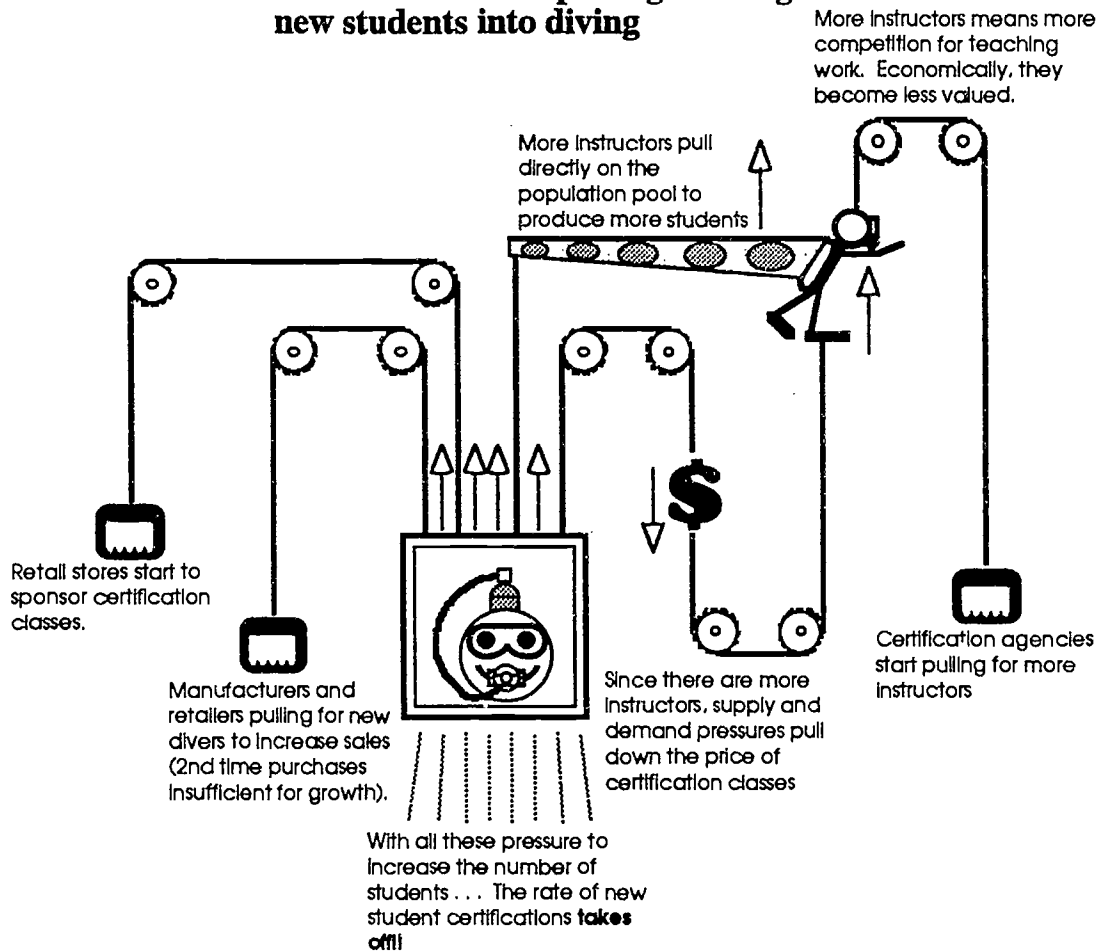 new students into diving
More Instructors means more
competition for teaching
work. Economically, they
become less valued.
More Instructors pull
directly on the
population pool to
produce more students
$
Retail stores start to
sponsor certification
classes.
Manufacturers and
retailers pulling for new
divers to increase sales
(2nd time purchases
insufficient for growth).
Since there are more
instructors, supply and
demand pressures pull
down the price of
certification classes
Certification agencies
start pulling for more
instructors
With all these pressure to
increase the number of
students . . . The rate of new
student certifications takes
off!!